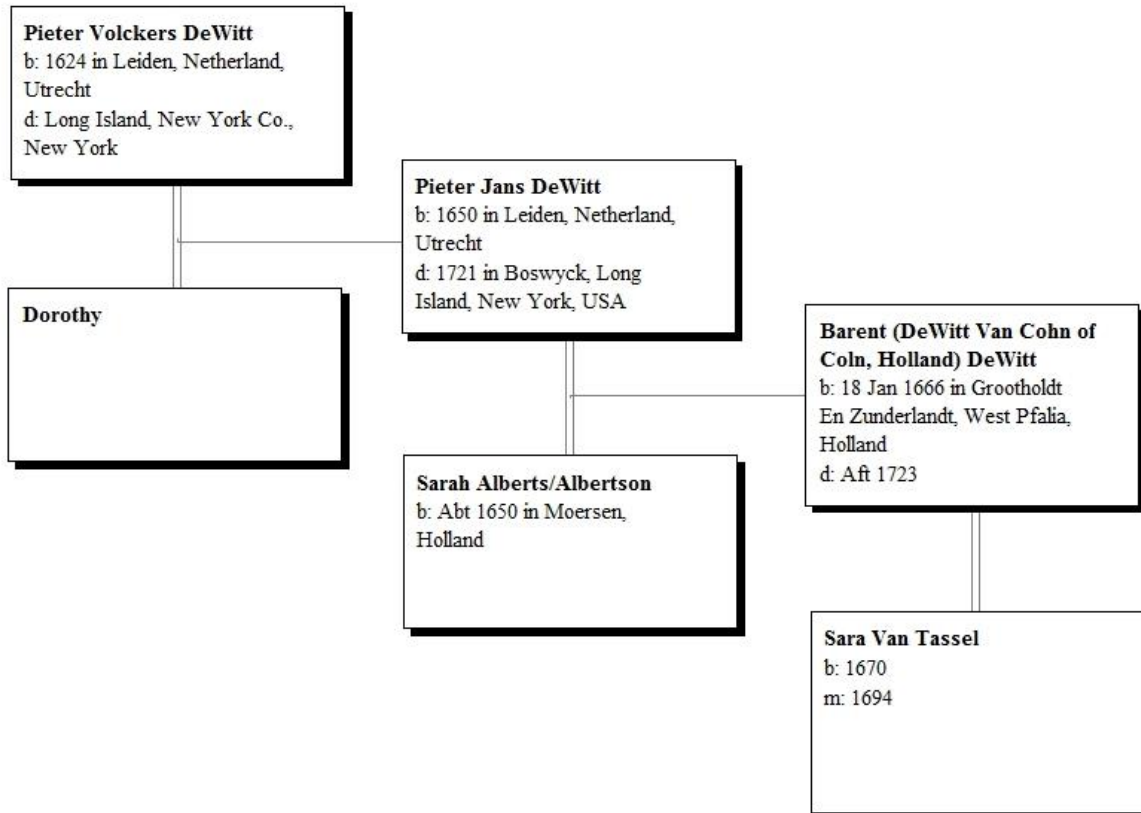 Pieter Volckers DeWitt
b: 1624 in Leiden, Netherland,
Utrecht
d: Long Island, New York Co.,
New York
Pieter Jans DeWitt
b: 1650 in Leiden, Netherland,
Utrecht
d: 1721 in Boswyck, Long
Island, New York, USA
Dorothy
Barent (DeWitt Van Cohn of
Coln, Holland) DeWitt
b: 18 Jan 1666 in Grootholdt
En Zunderlandt, West Pfalia,
Holland
d: Aft 1723
Sarah Alberts/Albertson
b: Abt 1650 in Moersen,
Holland
Sara Van Tassel
b: 1670
m: 1694